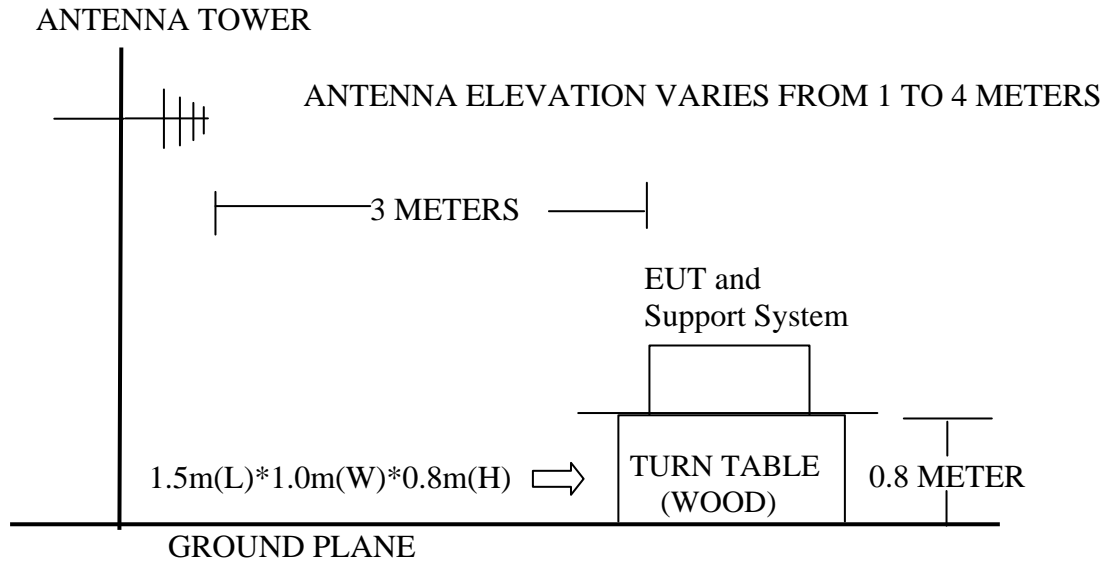 ANTENNA TOWER
ANTENNA ELEVATION VARIES FROM 1 TO 4 METERS
3 METERS
EUT and
Support System
1.5m(L)*1.0m(W)*0.8m(H)
TURN TABLE
(WOOD)
0.8 METER
GROUND PLANE